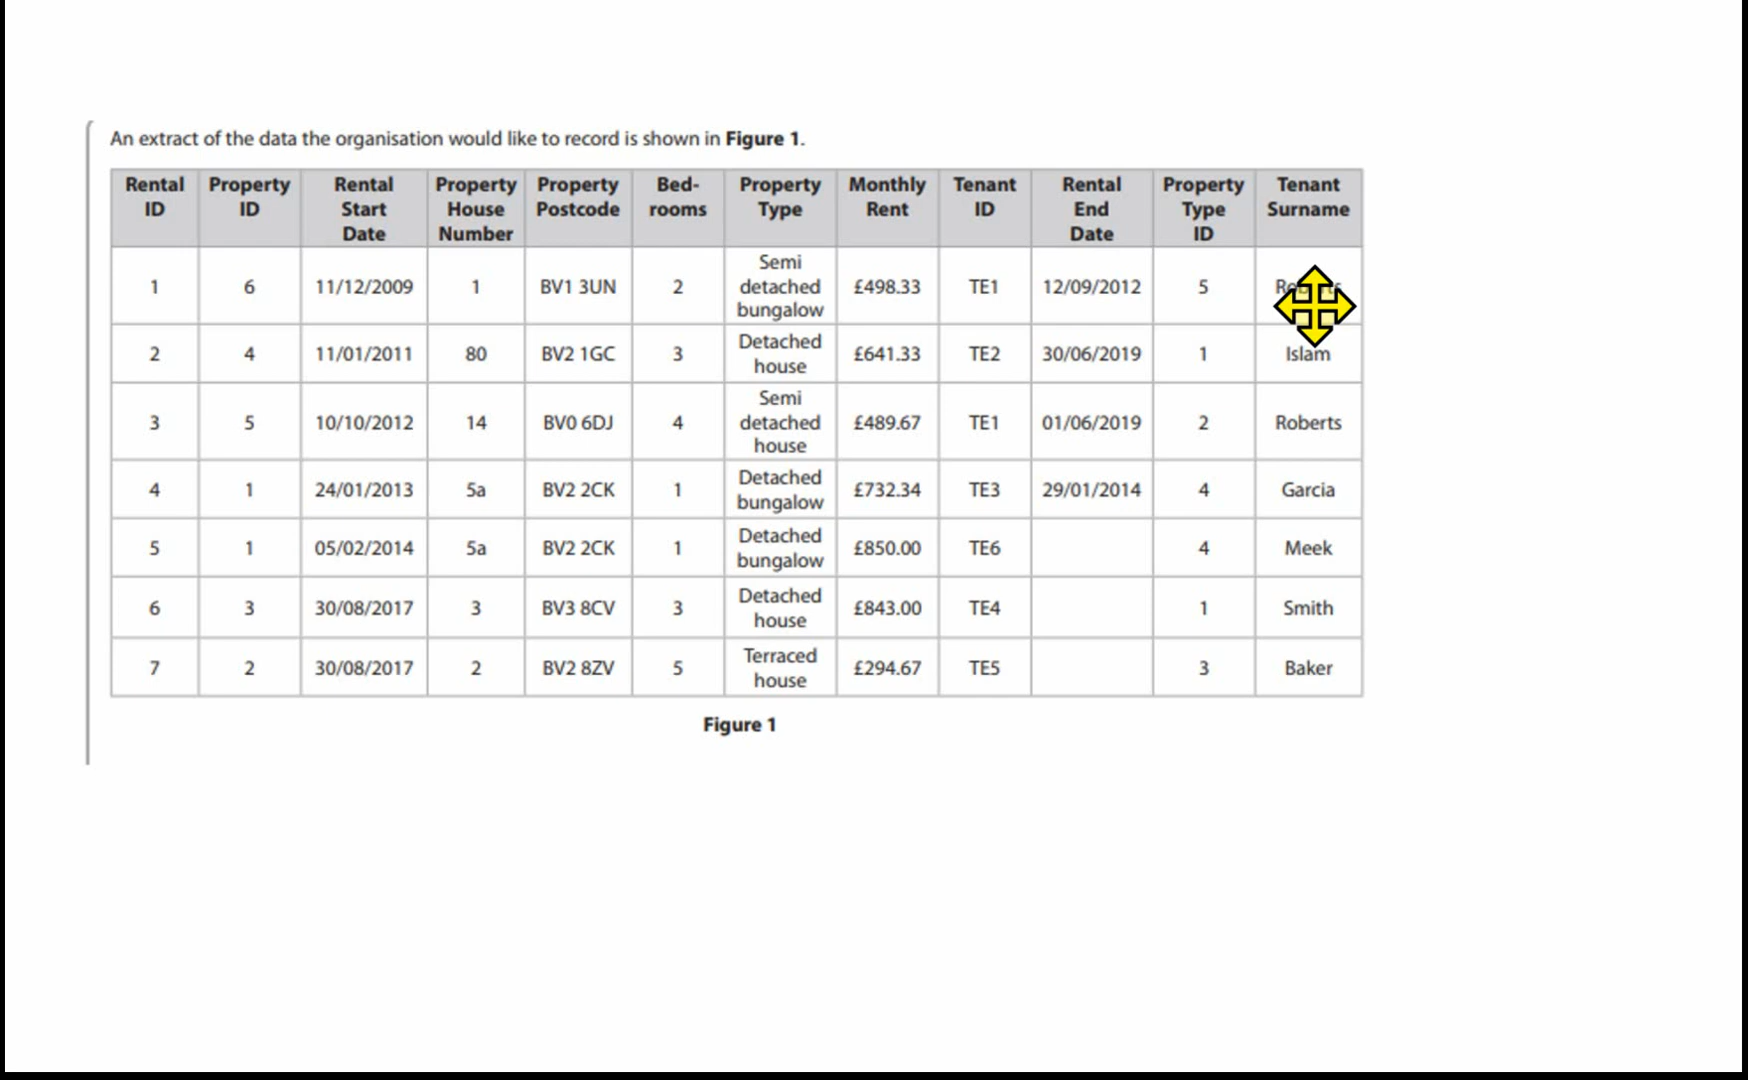 An extract of the data the organisation would like to record is shown in Figure 1.
Rental ID | Property ID | Rental Start Date | Property House Number | Property Postcode | Bed-rooms | Property Type | Monthly Rent | Tenant ID | Rental End Date | Property Type ID | Tenant Surname
1 | 6 | 11/12/2009 | 1 | BV1 3UN | 2 | Semi detached bungalow | £498.33 | TE1 | 12/09/2012 | 5 |
2 | 4 | 11/01/2011 | 80 | BV2 1GC | 3 | Detached house | £641.33 | TE2 | 30/06/2019 | 1 | Islam
3 | 5 | 10/10/2012 | 14 | BV0 6DJ | 4 | Semi detached house | £489.67 | TE1 | 01/06/2019 | 2 | Roberts
4 | 1 | 24/01/2013 | 5a | BV2 2CK | 1 | Detached bungalow | £732.34 | TE3 | 29/01/2014 | 4 | Garcia
5 | 1 | 05/02/2014 | 5a | BV2 2CK | 1 | Detached bungalow | £850.00 | TE6 | | 4 | Meek
6 | 3 | 30/08/2017 | 3 | BV3 8CV | 3 | Detached house | £843.00 | TE4 | | 1 | Smith
7 | 2 | 30/08/2017 | 2 | BV2 8ZV | 5 | Terraced house | £294.67 | TE5 | | 3 | Baker
Figure 1